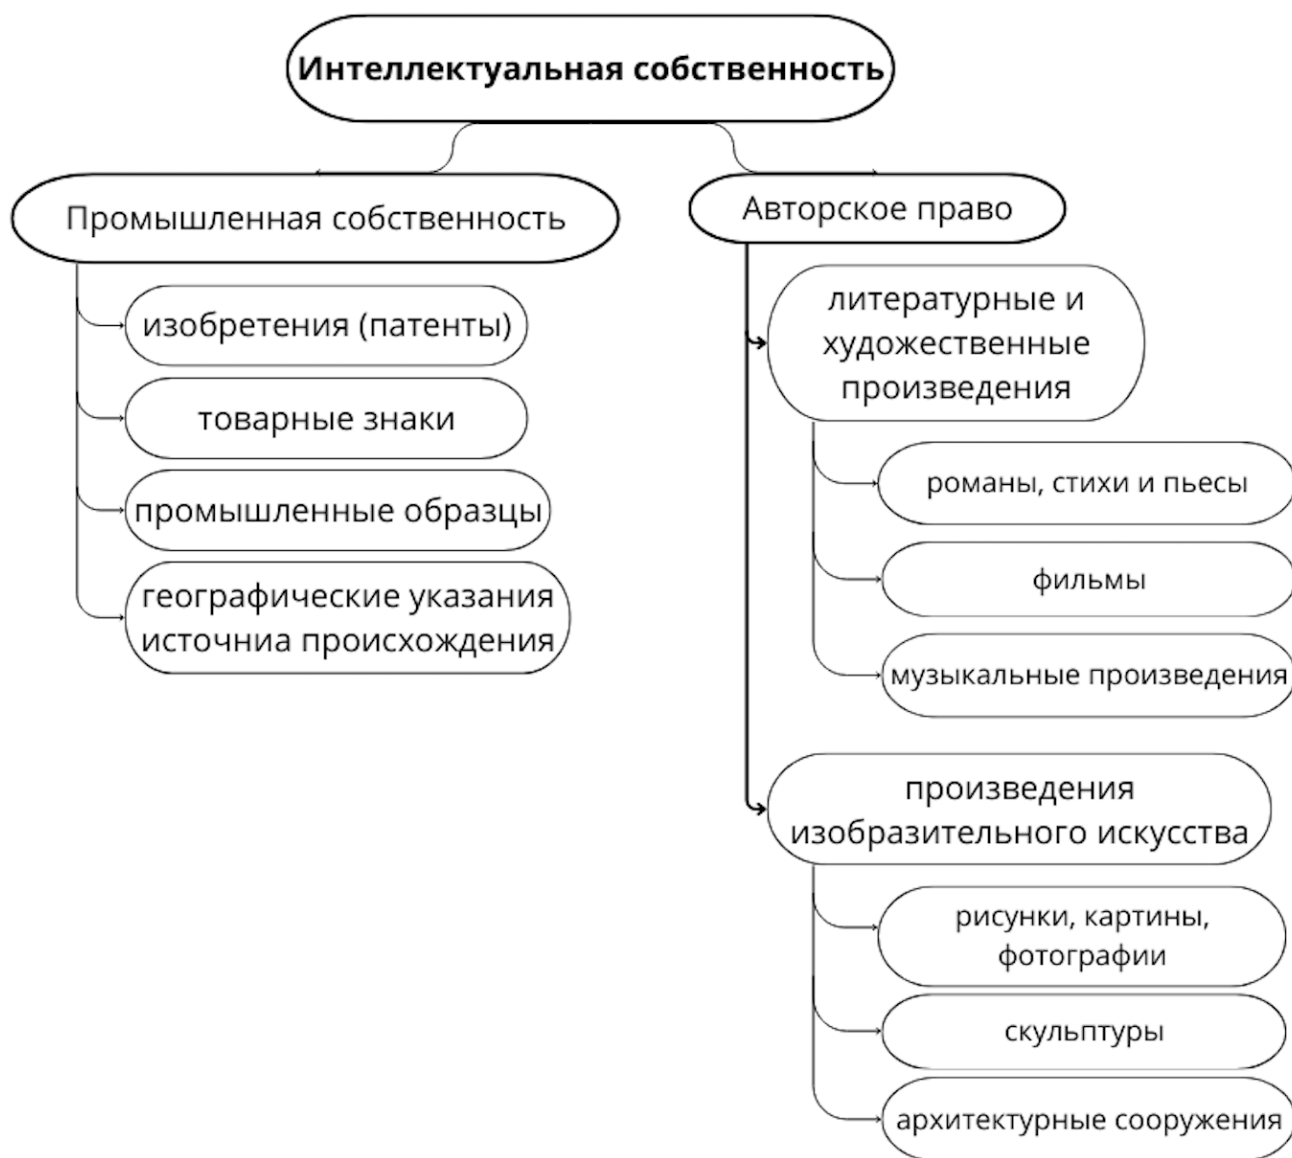 Интеллектуальная собственность
Промышленная собственность
изобретения (патенты)
товарные знаки
промышленные образцы
географические указания
источниа происхождения
Авторское право
литературные и
художественные
произведения
романы, стихи и пьесы
фильмы
музыкальные произведения
произведения
изобразительного искусства
рисунки, картины,
фотографии
скульптуры
архитектурные сооружения